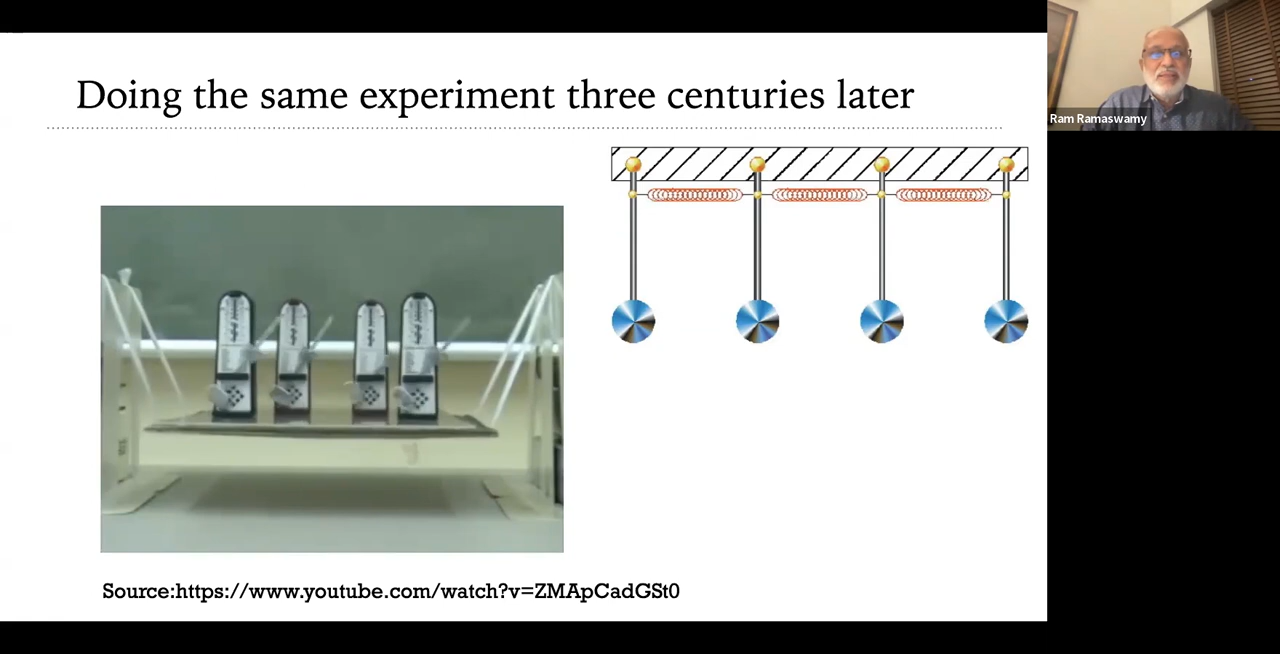 Doing the same experiment three centuries later
Ram Ramaswamy
Source:https://www.youtube.com/watch?v=ZMApCadGSt0